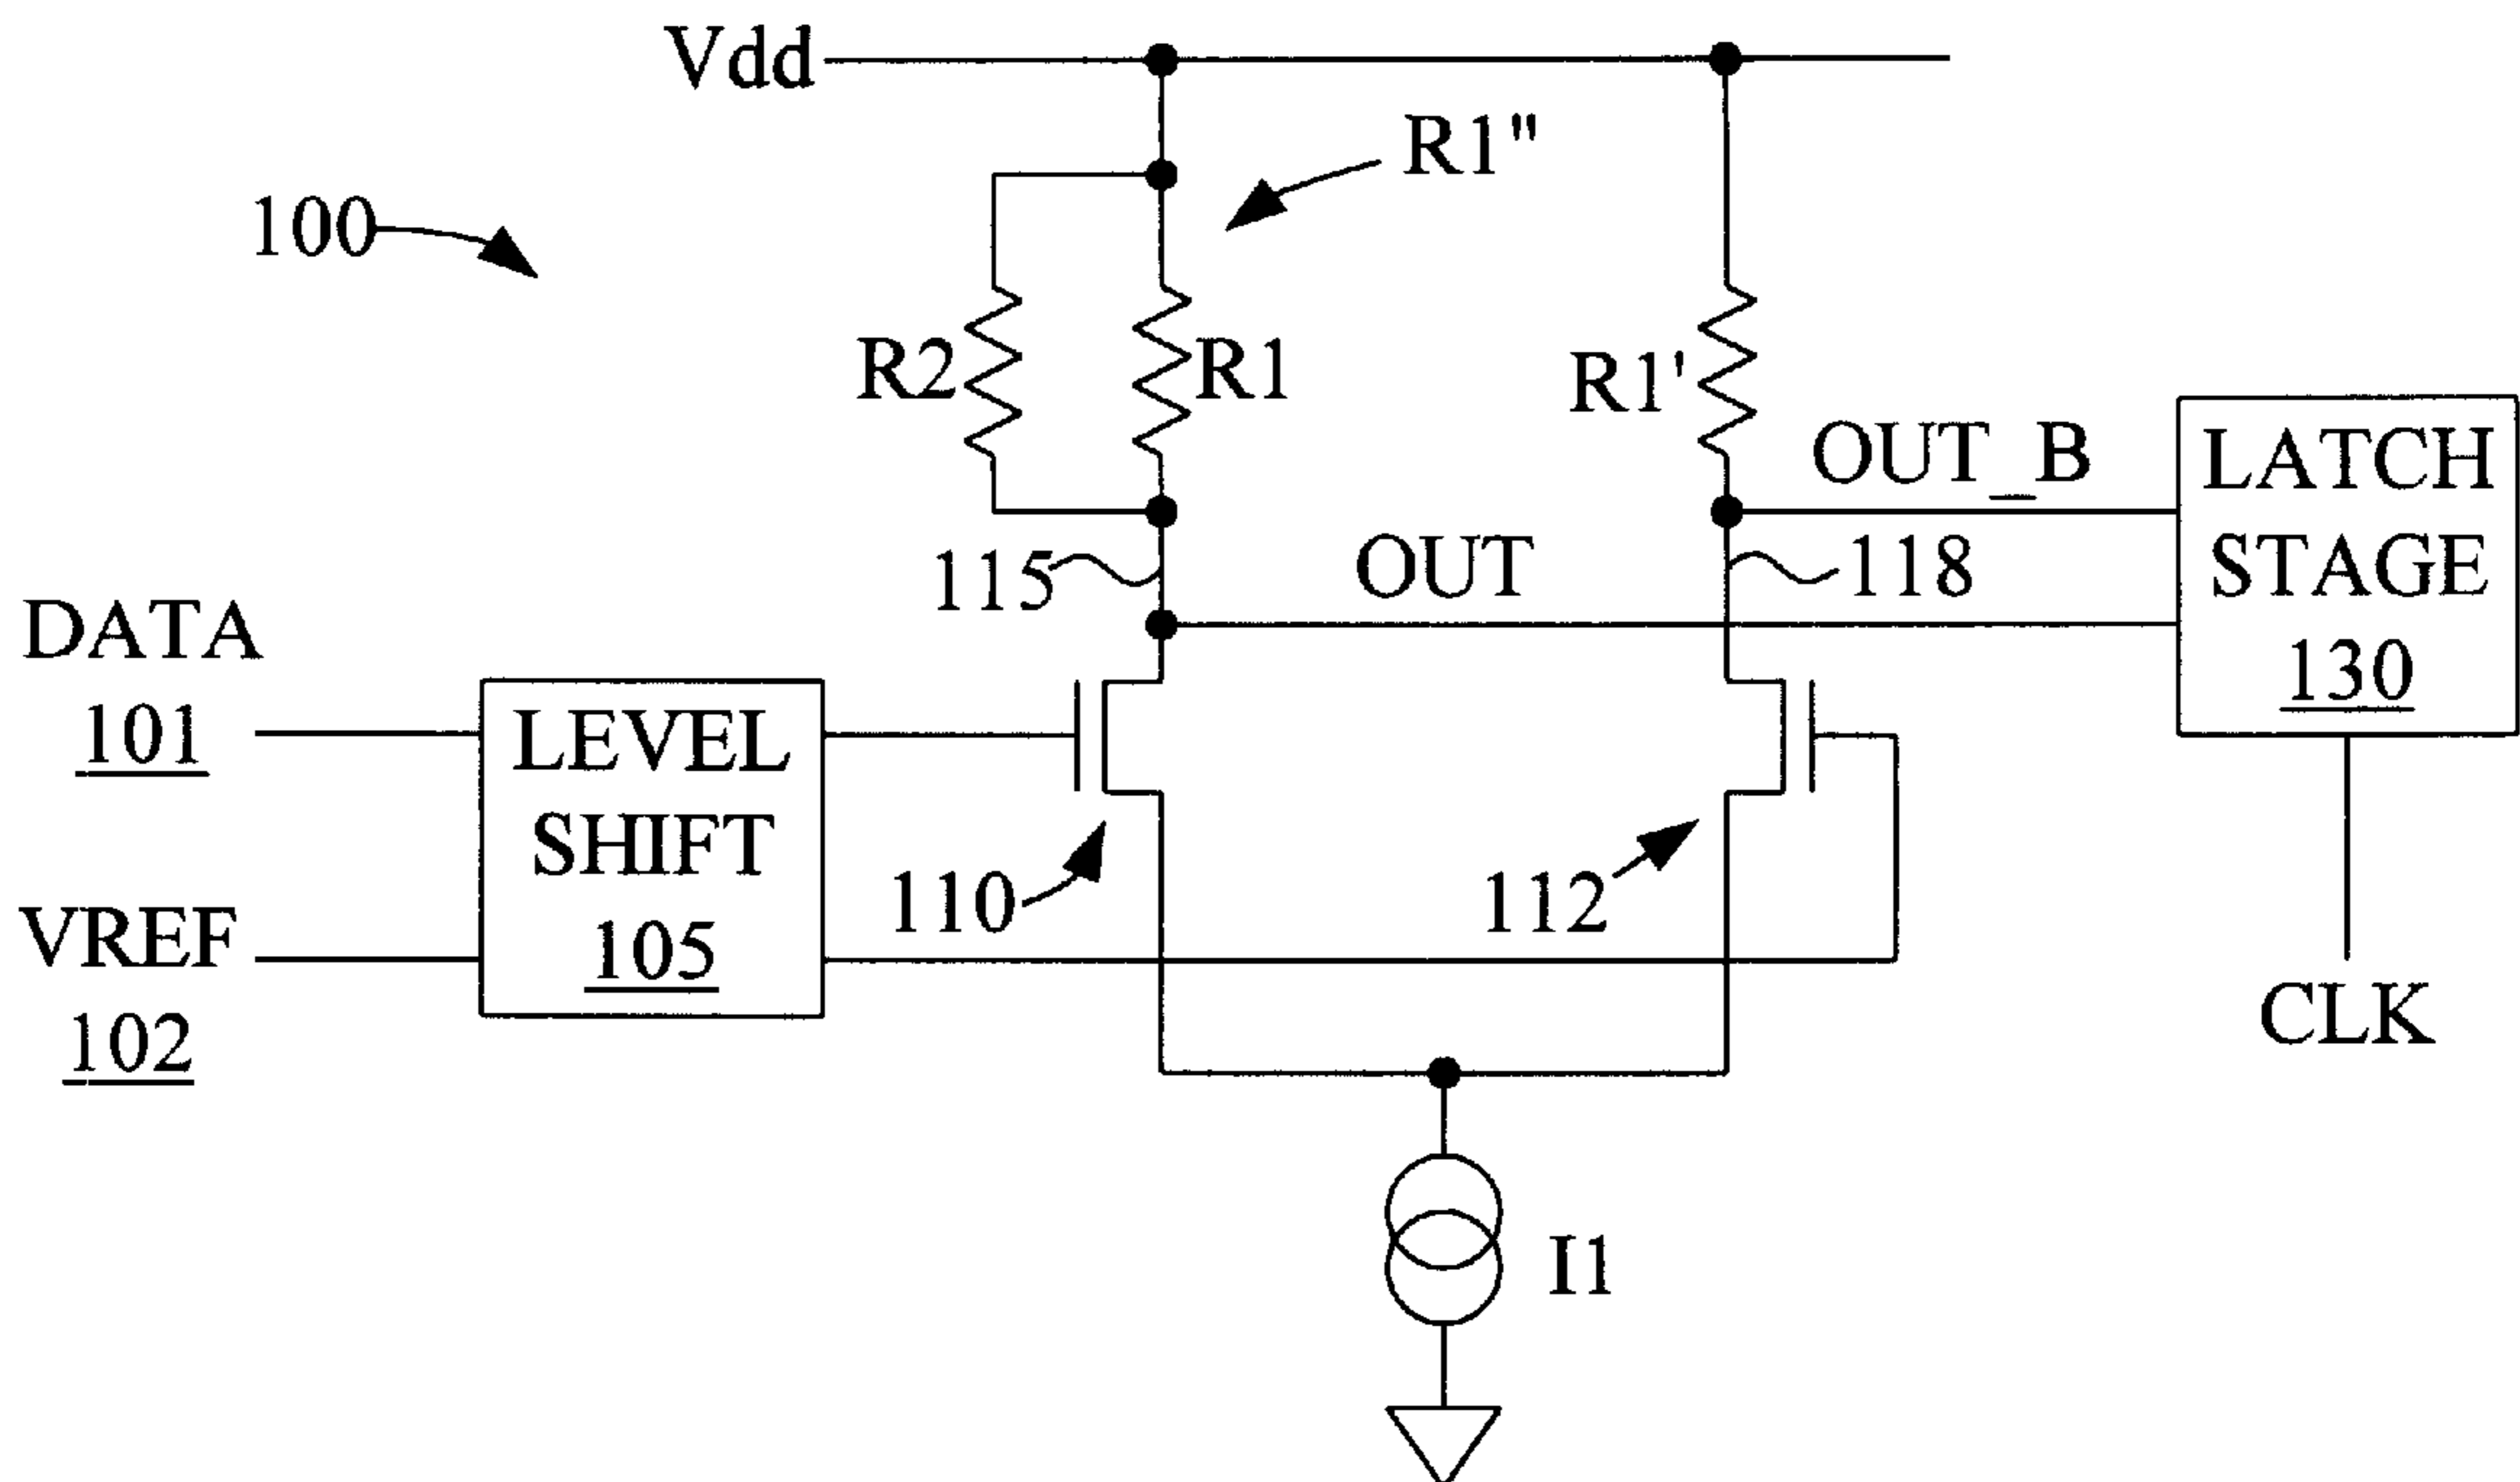 Vdd
R1"
100
R2
R1
R1'
OUT_B
LATCH
STAGE
130
115
OUT
118
DATA
101
LEVEL
SHIFT
105
VREF
102
110
112
CLK
I1